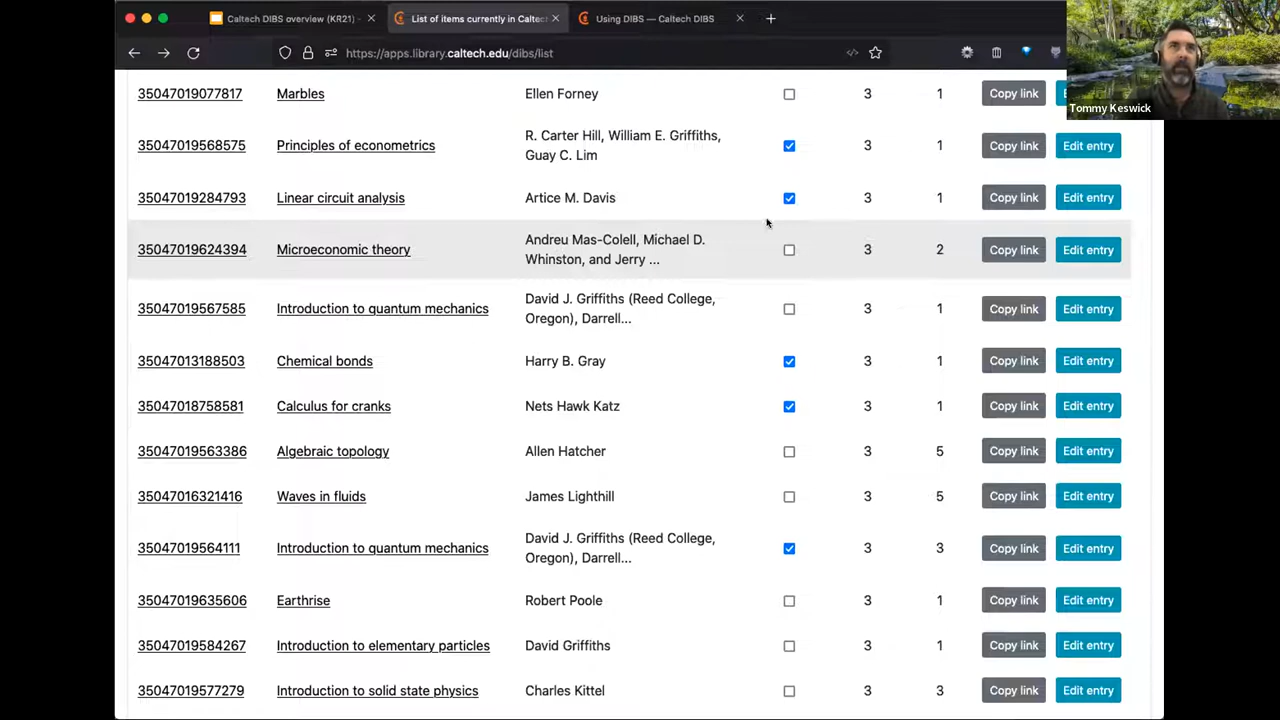 Caltech DIBS overview (KR21) -
List of items currently in Caltec
Using DIBS — Caltech DIBS
https://apps.library.caltech.edu/dibs/list
Tommy Keswick
35047019077817 Marbles Ellen Forney 3 1 Copy link
35047019568575 Principles of econometrics R. Carter Hill, William E. Griffiths, 3 1 Copy link Edit entry
Guay C. Lim
35047019284793 Linear circuit analysis Artice M. Davis 3 1 Copy link Edit entry
35047019624394 Microeconomic theory Andreu Mas-Colell, Michael D. 3 2 Copy link Edit entry
Whinston, and Jerry ...
35047019567585 Introduction to quantum mechanics David J. Griffiths (Reed College, 3 1 Copy link Edit entry
Oregon), Darrell...
35047013188503 Chemical bonds Harry B. Gray 3 1 Copy link Edit entry
35047018758581 Calculus for cranks Nets Hawk Katz 3 1 Copy link Edit entry
35047019563386 Algebraic topology Allen Hatcher 3 5 Copy link Edit entry
35047016321416 Waves in fluids James Lighthill 3 5 Copy link Edit entry
35047019564111 Introduction to quantum mechanics David J. Griffiths (Reed College, 3 3 Copy link Edit entry
Oregon), Darrell...
35047019635606 Earthrise Robert Poole 3 1 Copy link Edit entry
35047019584267 Introduction to elementary particles David Griffiths 3 1 Copy link Edit entry
35047019577279 Introduction to solid state physics Charles Kittel 3 3 Copy link Edit entry